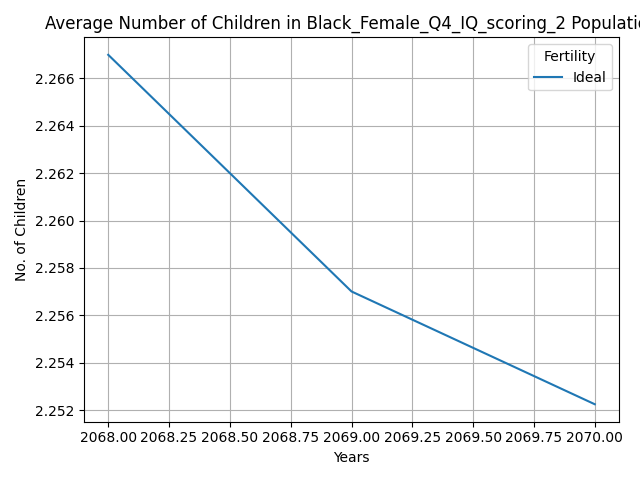 Average Number of Children in Black_Female_Q4_IQ_scoring_2 Populatio
Fertility
Ideal
2.266
2.264
2.262
2.260
2.258
2.256
2.254
2.252
No. of Children
2068.00 2068.25 2068.50 2068.75 2069.00 2069.25 2069.50 2069.75 2070.00
Years